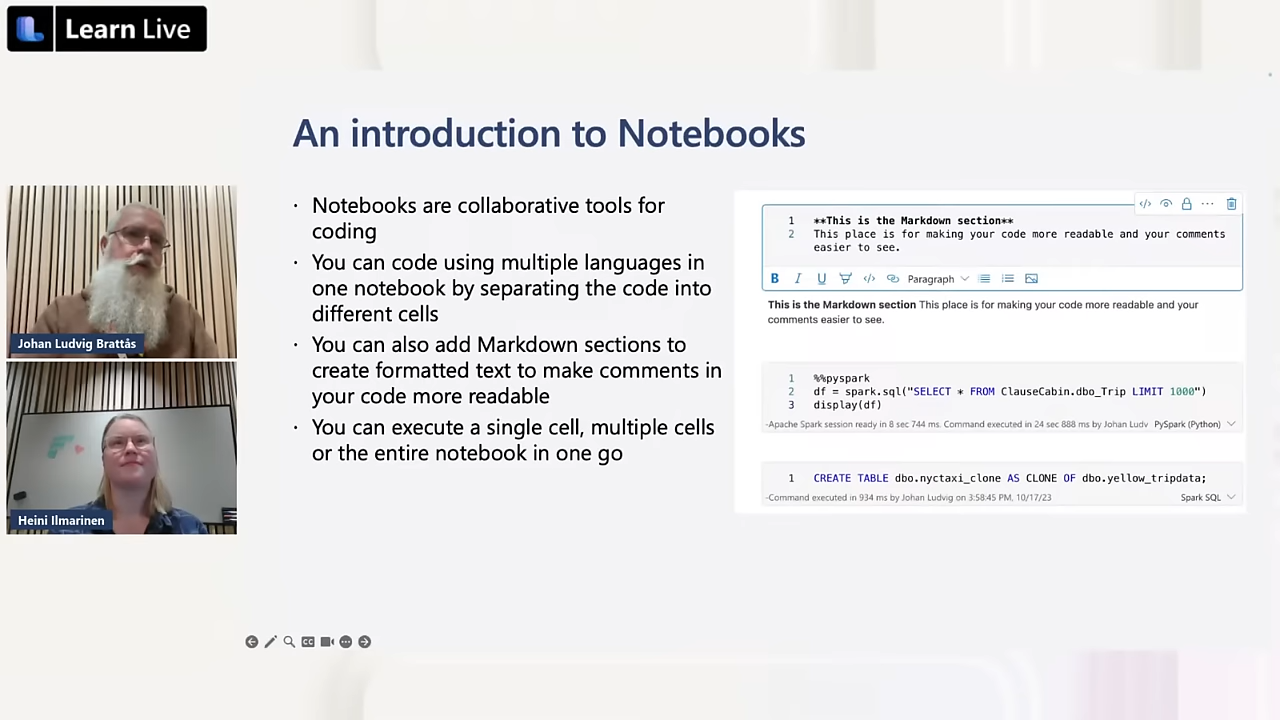 Learn Live
An introduction to Notebooks
· Notebooks are collaborative tools for
coding
· You can code using multiple languages in
one notebook by separating the code into
different cells
· You can also add Markdown sections to
create formatted text to make comments in
your code more readable
· You can execute a single cell, multiple cells
or the entire notebook in one go
1 **This is the Markdown section**
2 This place is for making your code more readable and your comments
easier to see.
B I U </> Paragraph
This is the Markdown section This place is for making your code more readable and your
comments easier to see.
1 %%pyspark
2 df = spark.sql("SELECT * FROM ClauseCabin.dbo_Trip LIMIT 1000")
3 display(df)
-Apache Spark session ready in 8 sec 744 ms. Command executed in 24 sec 888 ms by Johan Ludv PySpark (Python)
1 CREATE TABLE dbo.nyctaxi_clone AS CLONE OF dbo.yellow_tripdata;
-Command executed in 934 ms by Johan Ludvig on 3:58:45 PM, 10/17/23 Spark SQL
Johan Ludvig Brattås
Heini Ilmarinen
CC